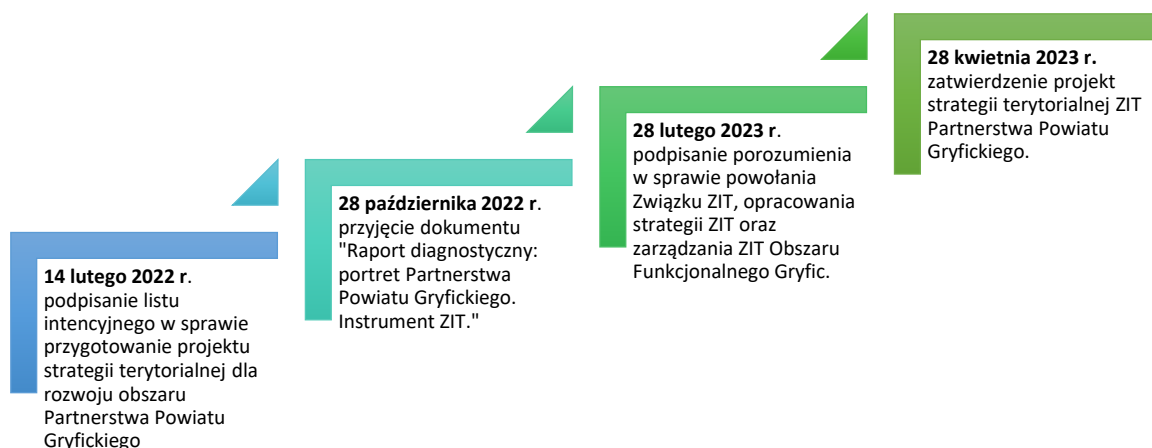 14 lutego 2022 r.
podpisanie listu
intencyjnego w sprawie
przygotowanie projektu
strategii terytorialnej dla
rozwoju obszaru
Partnerstwa Powiatu
Gryfickiego
28 października 2022 r.
przyjęcie dokumentu
"Raport diagnostyczny:
portret Partnerstwa
Powiatu Gryfickiego.
Instrument ZIT."
28 lutego 2023 r.
podpisanie porozumienia
w sprawie powołania
Związku ZIT, opracowania
strategii ZIT oraz
zarządzania ZIT Obszaru
Funkcjonalnego Gryfic.
28 kwietnia 2023 r.
zatwierdzenie projekt
strategii terytorialnej ZIT
Partnerstwa Powiatu
Gryfickiego.